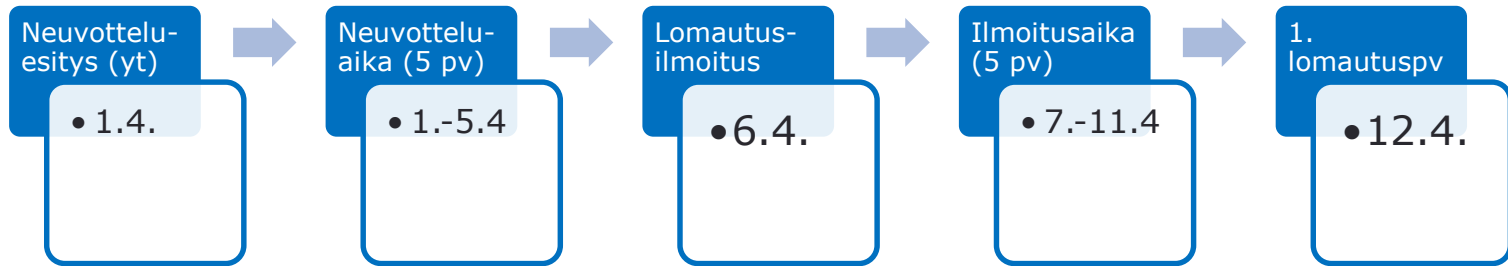 Neuvottelu-
esitys (yt)
• 1.4.
Neuvottelu-
aika (5 pv)
• 1.-5.4
Lomautus-
ilmoitus
•6.4.
Ilmoitusaika
(5 pv)
• 7.-11.4
1.
lomautuspv
•12.4.